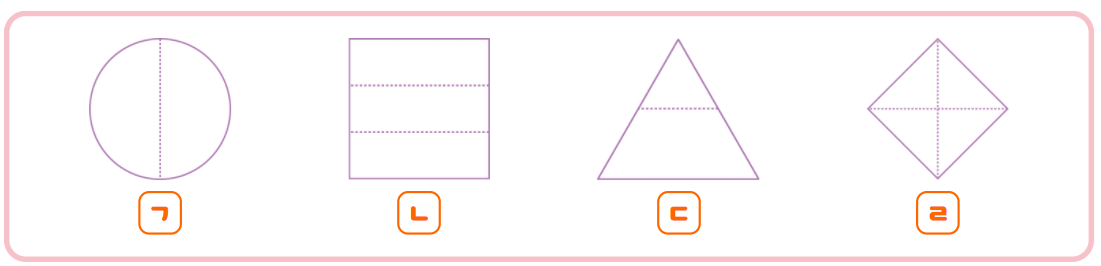 ㄱ ㄴ ㄷ ㄹ